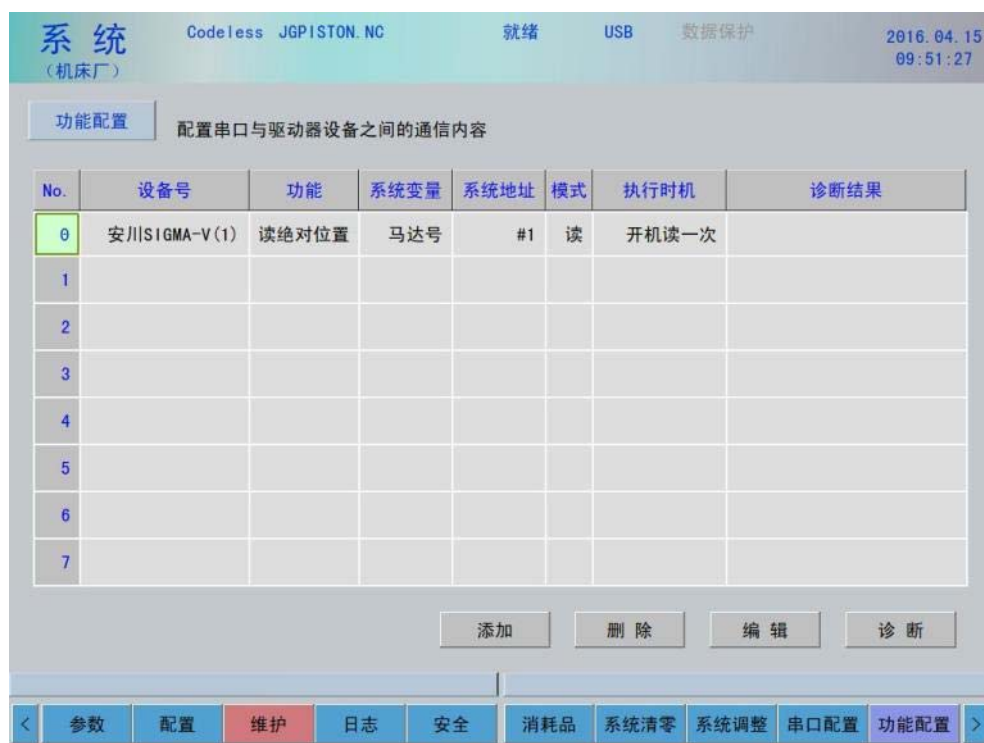 系 统 Codeless JGPISTON.NC 就绪 USB 数据保护 2016.04.15
（机床厂） 09:51:27
功能配置 配置串口与驱动器设备之间的通信内容
No. 设备号 功能 系统变量 系统地址 模式 执行时机 诊断结果
0 安川SIGMA-V(1) 读绝对位置 马达号 #1 读 开机读一次
1
2
3
4
5
6
7
添加 删 除 编 辑 诊 断
< 参数 配置 维护 日志 安全 消耗品 系统清零 系统调整 串口配置 功能配置 >